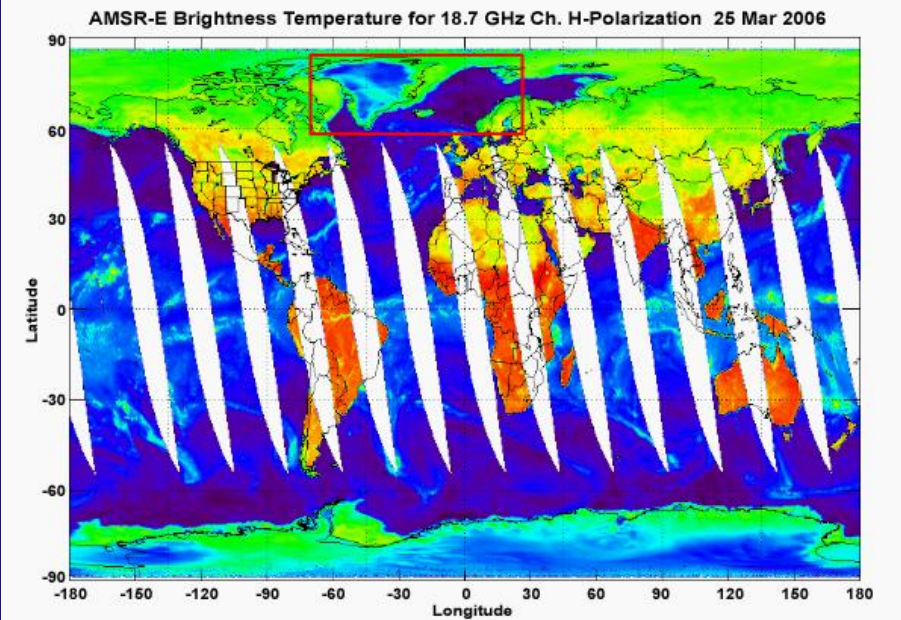 AMSR-E Brightness Temperature for 18.7 GHz Ch. H-Polarization 25 Mar 2006
90
60
30
0
-30
-60
-90
Latitude
-180 -150 -120 -90 -60 -30 0 30 60 90 120 150 180
Longitude